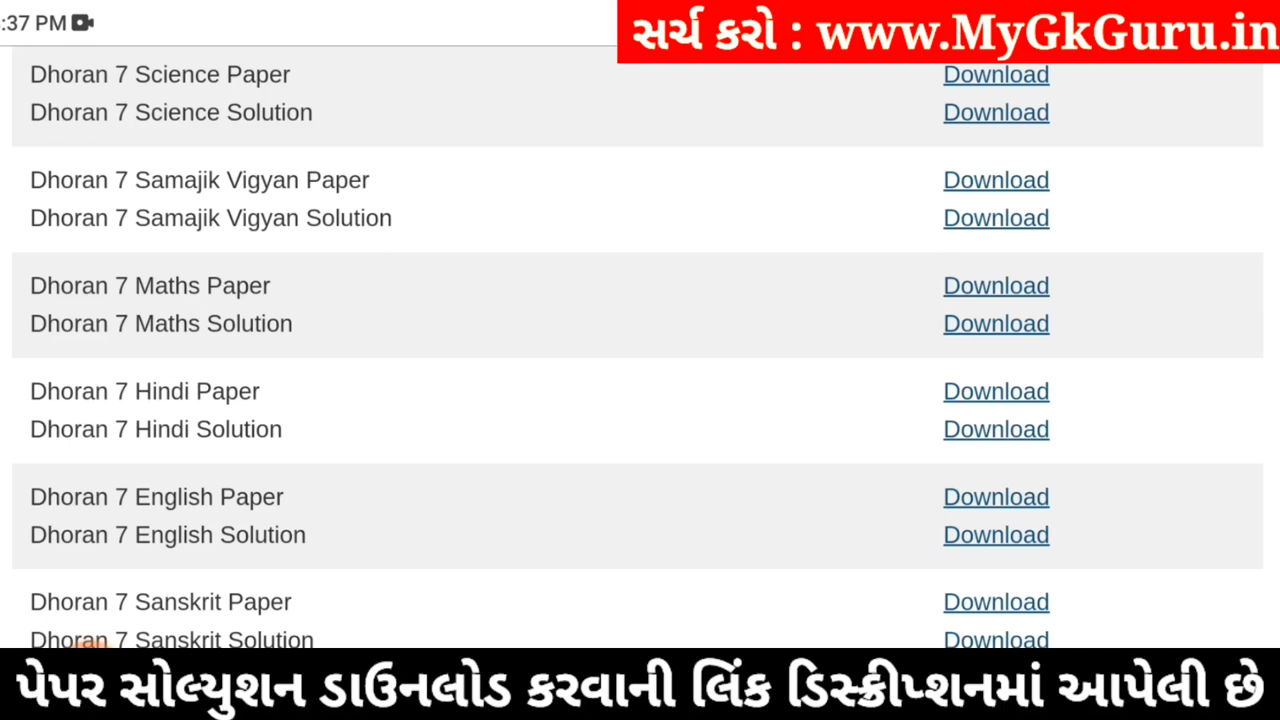 :37 PM
સર્ચ કરો : www.MyGkGuru.in
Dhoran 7 Science Paper Download
Dhoran 7 Science Solution Download
Dhoran 7 Samajik Vigyan Paper Download
Dhoran 7 Samajik Vigyan Solution Download
Dhoran 7 Maths Paper Download
Dhoran 7 Maths Solution Download
Dhoran 7 Hindi Paper Download
Dhoran 7 Hindi Solution Download
Dhoran 7 English Paper Download
Dhoran 7 English Solution Download
Dhoran 7 Sanskrit Paper Download
Dhoran 7 Sanskrit Solution Download
પેપર સોલ્યુશન ડાઉનલોડ કરવાની લિંક ડિસ્ક્રીપ્શનમાં આપેલી છે